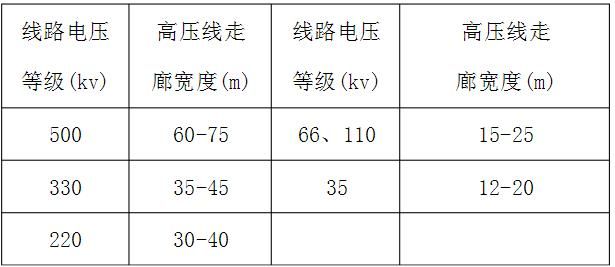 线路电压 高压线走 线路电压 高压线走
等级(kv) 廊宽度(m) 等级(kv) 廊宽度(m)
500 60-75 66、110 15-25
330 35-45 35 12-20
220 30-40